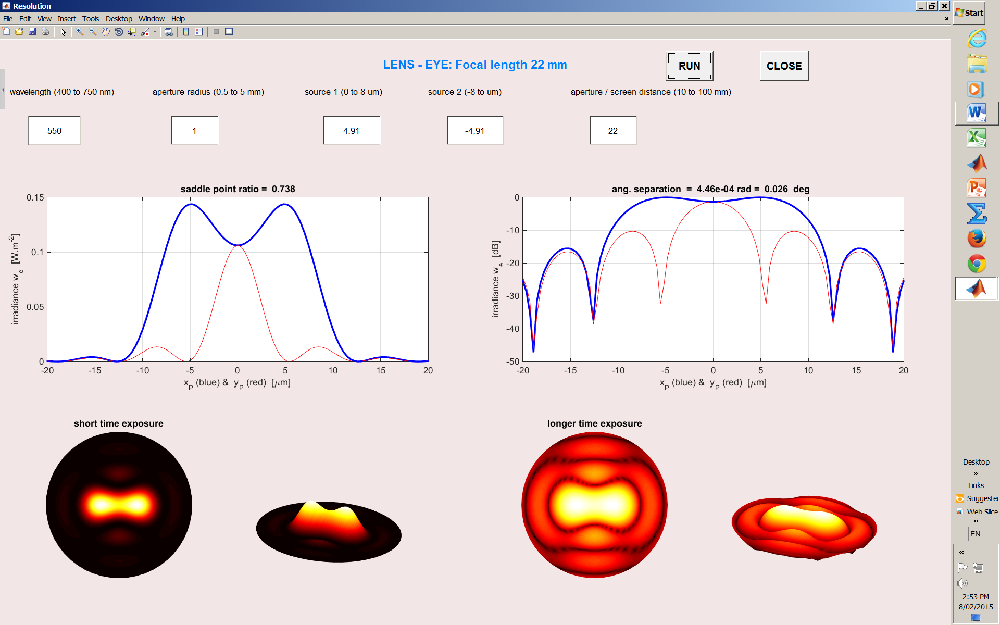 Resolution
File Edit View Insert Tools Desktop Window Help
Start
LENS - EYE: Focal length 22 mm
RUN
CLOSE
wavelength (400 to 750 nm)
aperture radius (0.5 to 5 mm)
source 1 (0 to 8 um)
source 2 (-8 to um)
aperture / screen distance (10 to 100 mm)
550
1
4.91
-4.91
22
saddle point ratio = 0.738
0.15
0.1
0.05
0
irradiance w_e [W.m^-2]
-20 -15 -10 -5 0 5 10 15 20
x_P (blue) & y_P (red) [μm]
ang. separation = 4.46e-04 rad = 0.026 deg
0
-10
-20
-30
-40
-50
irradiance w_e [dB]
-20 -15 -10 -5 0 5 10 15 20
x_P (blue) & y_P (red) [μm]
short time exposure
longer time exposure
Desktop
»
Links
Suggested
Web Slice
»
EN
«
2:53 PM
8/02/2015